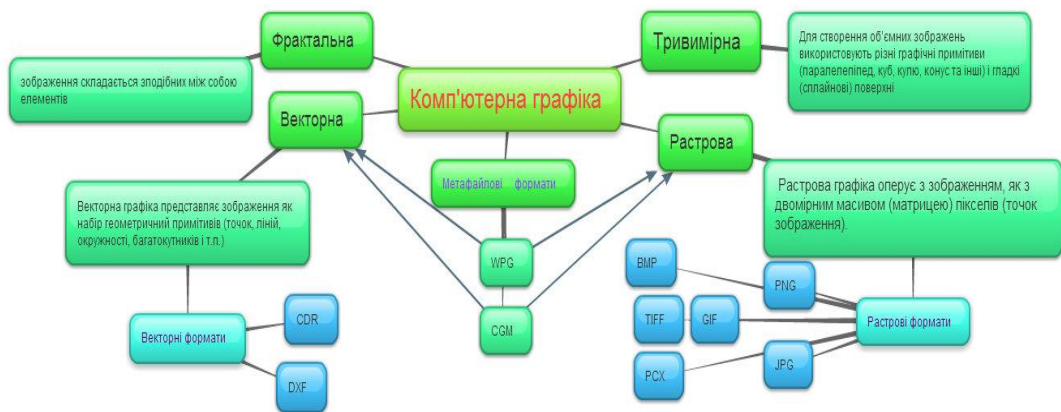 Фрактальна
Тривимірна
Для створення об'ємних зображень
використовують різні графічні примітиви
(паралелепіпед, куб, кулю, конус та інші) і гладкі
(сплайнові) поверхні
зображення складається зподібних між собою
елементів
Комп'ютерна графіка
Векторна
Растрова
Метафайлові формати
Векторна графіка представляє зображення як
набір геометричний примітивів (точок, ліній,
окружності, багатокутників і т.п.)
Растрова графіка оперує з зображенням, як з
двомірним масивом (матрицею) пікселів (точок
зображення).
WPG
BMP
PNG
CDR
Векторні формати
CGM
TIFF
GIF
Растрові формати
DXF
PCX
JPG